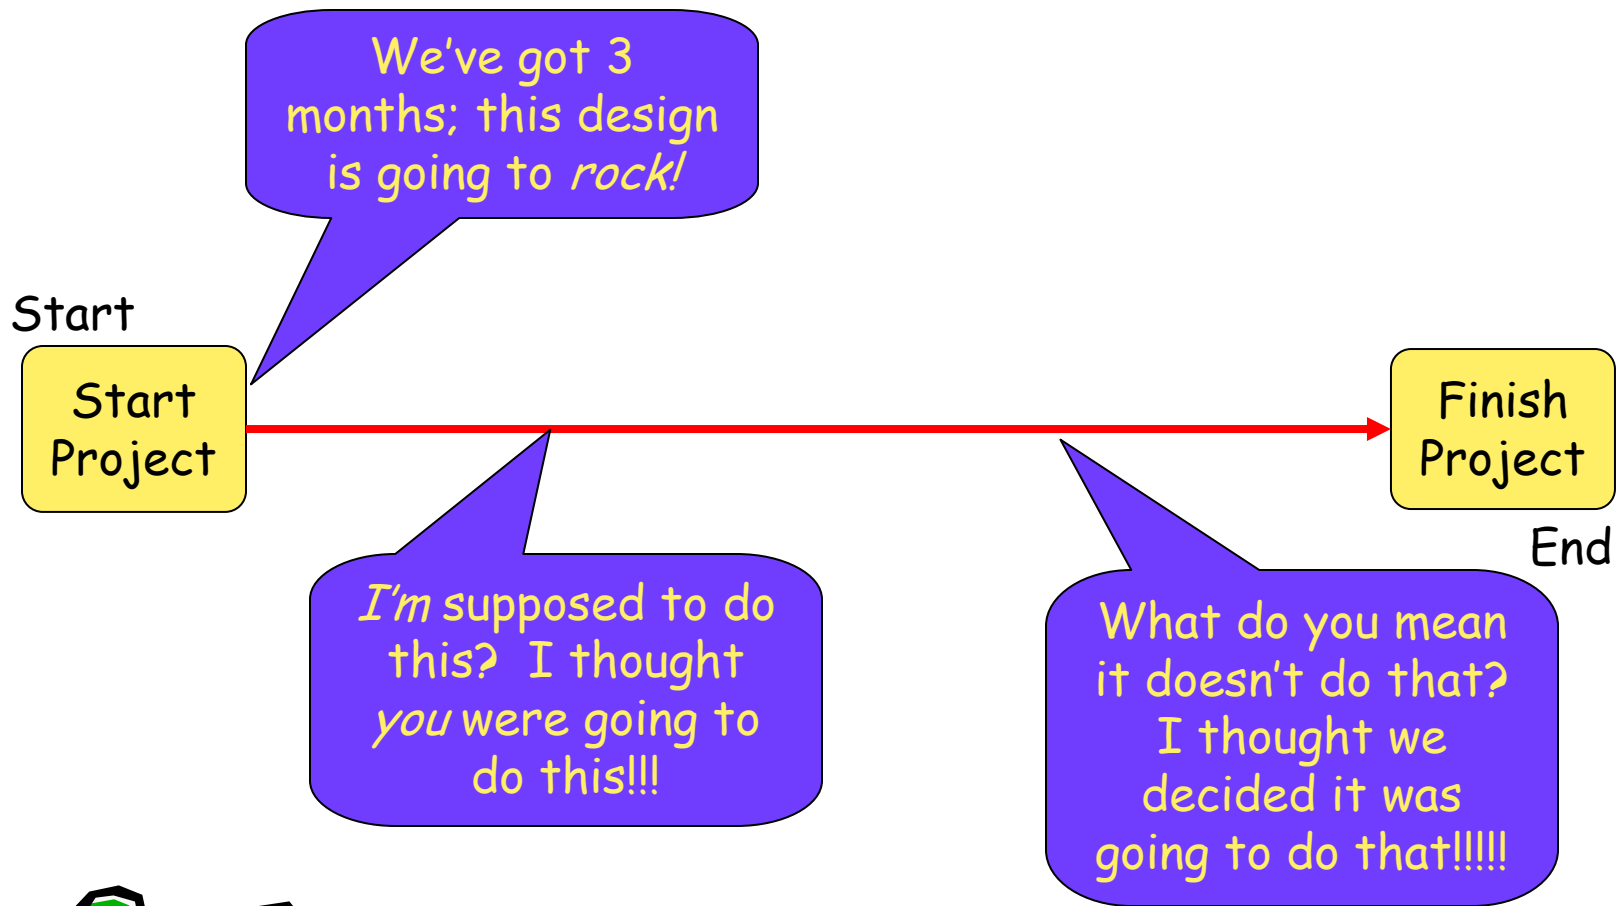 We've got 3
months; this design
is going to rock!
Start
Start
Project
Finish
Project
End
I'm supposed to do
this?  I thought
you were going to
do this!!!
What do you mean
it doesn't do that?
I thought we
decided it was
going to do that!!!!!